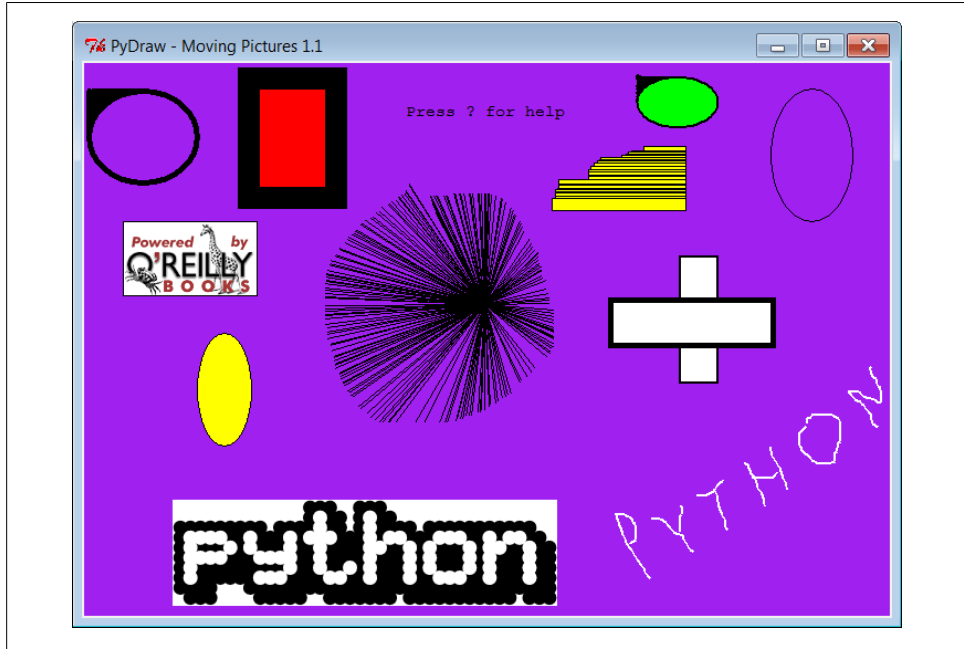 PyDraw - Moving Pictures 1.1
Press ? for help
Powered by
O'REILLY
BOOKS
PYTHON
python